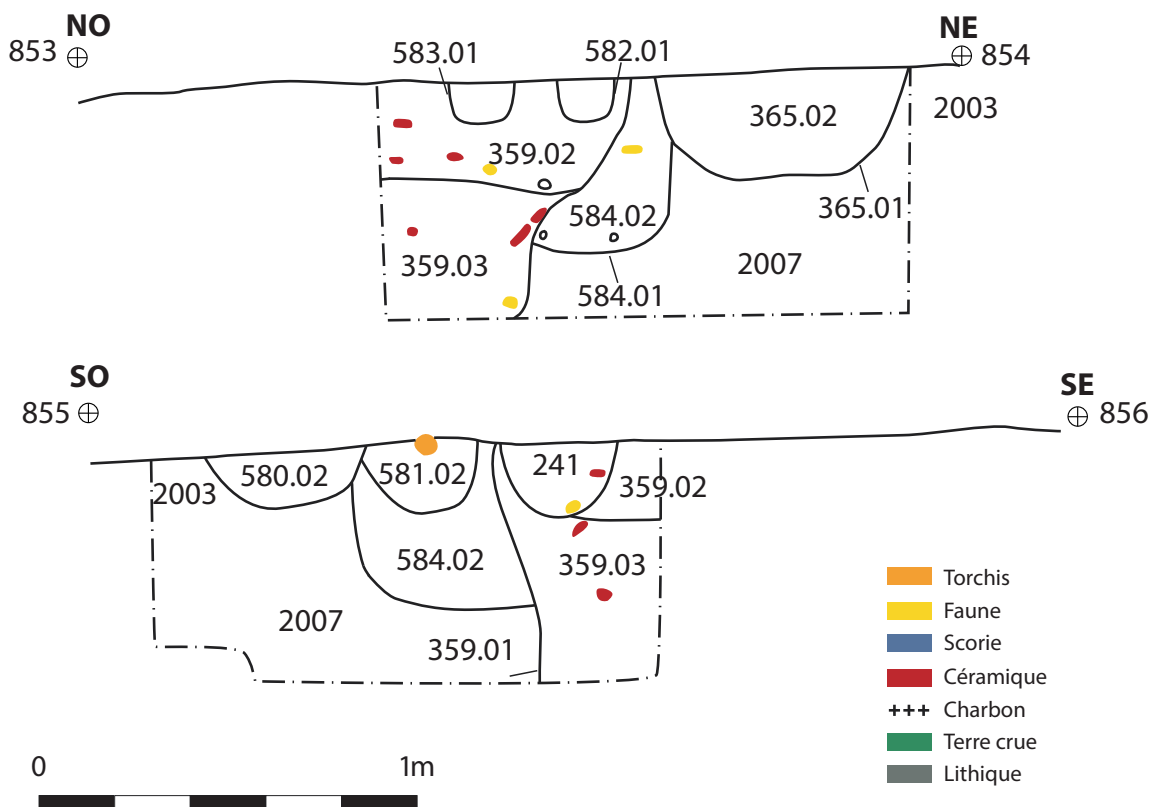 NO
NE
853
854
583.01
582.01
365.02
2003
359.02
365.01
584.02
359.03
2007
584.01
SO
SE
855
856
580.02
581.02
241
359.02
2003
584.02
359.03
2007
359.01
Torchis
Faune
Scorie
Céramique
+++ Charbon
Terre crue
Lithique
0
1m